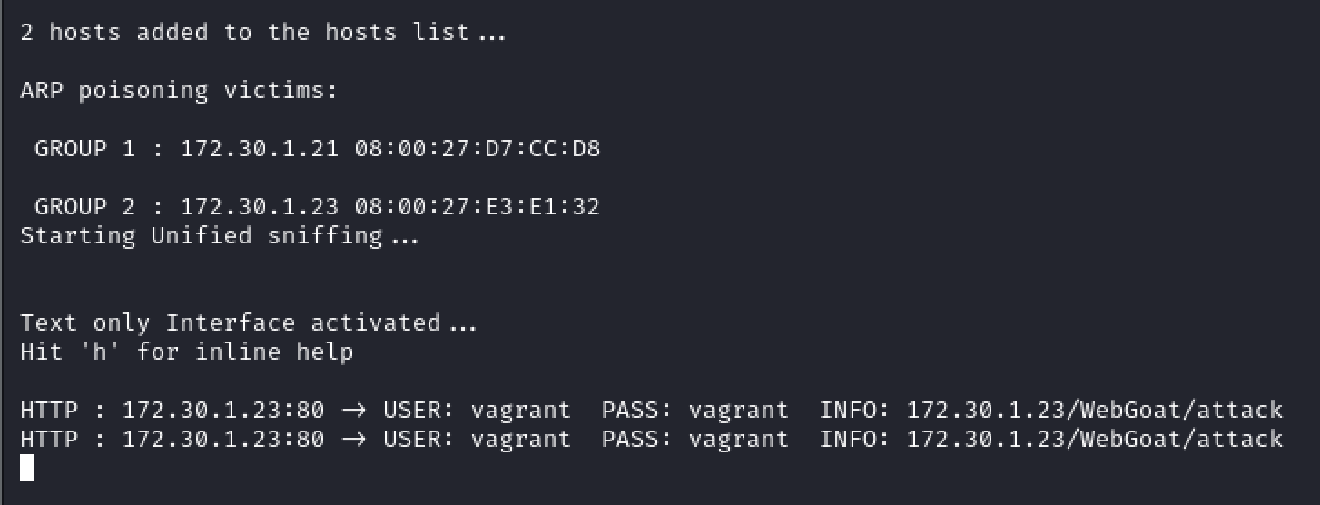 2 hosts added to the hosts list...
ARP poisoning victims:
GROUP 1 : 172.30.1.21 08:00:27:D7:CC:D8
GROUP 2 : 172.30.1.23 08:00:27:E3:E1:32
Starting Unified sniffing...
Text only Interface activated...
Hit 'h' for inline help
HTTP : 172.30.1.23:80 → USER: vagrant  PASS: vagrant  INFO: 172.30.1.23/WebGoat/attack
HTTP : 172.30.1.23:80 → USER: vagrant  PASS: vagrant  INFO: 172.30.1.23/WebGoat/attack